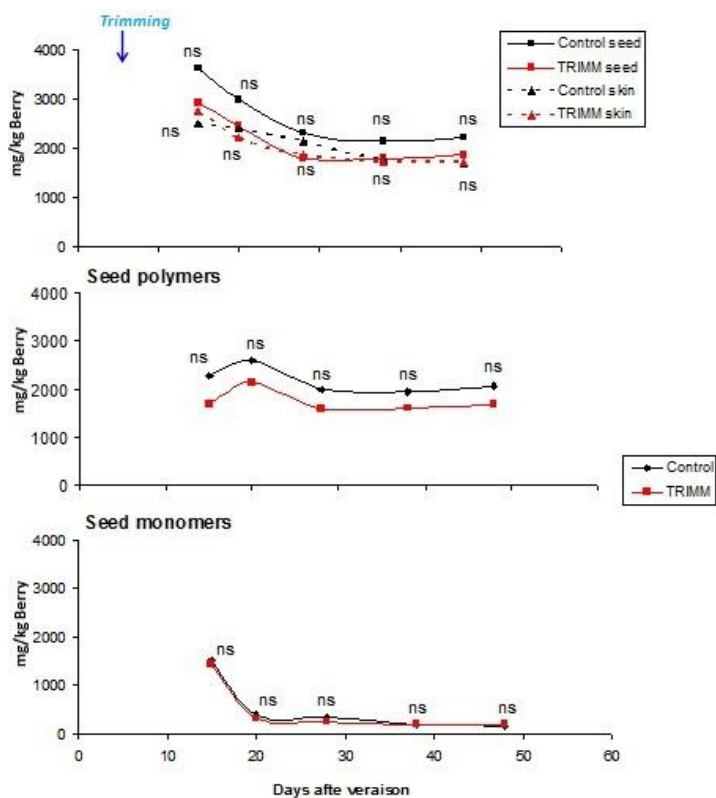 Trimming
4000
3000
2000
1000
0
mg/kg Berry
ns
ns
ns
ns
ns
ns
ns
ns
ns
ns
Control seed
TRIMM seed
Control skin
TRIMM skin
Seed polymers
4000
3000
2000
1000
0
mg/kg Berry
ns
ns
ns
ns
ns
Control
TRIMM
Seed monomers
4000
3000
2000
1000
0
mg/kg Berry
ns
ns
ns
ns
ns
0 10 20 30 40 50 60
Days afte veraison